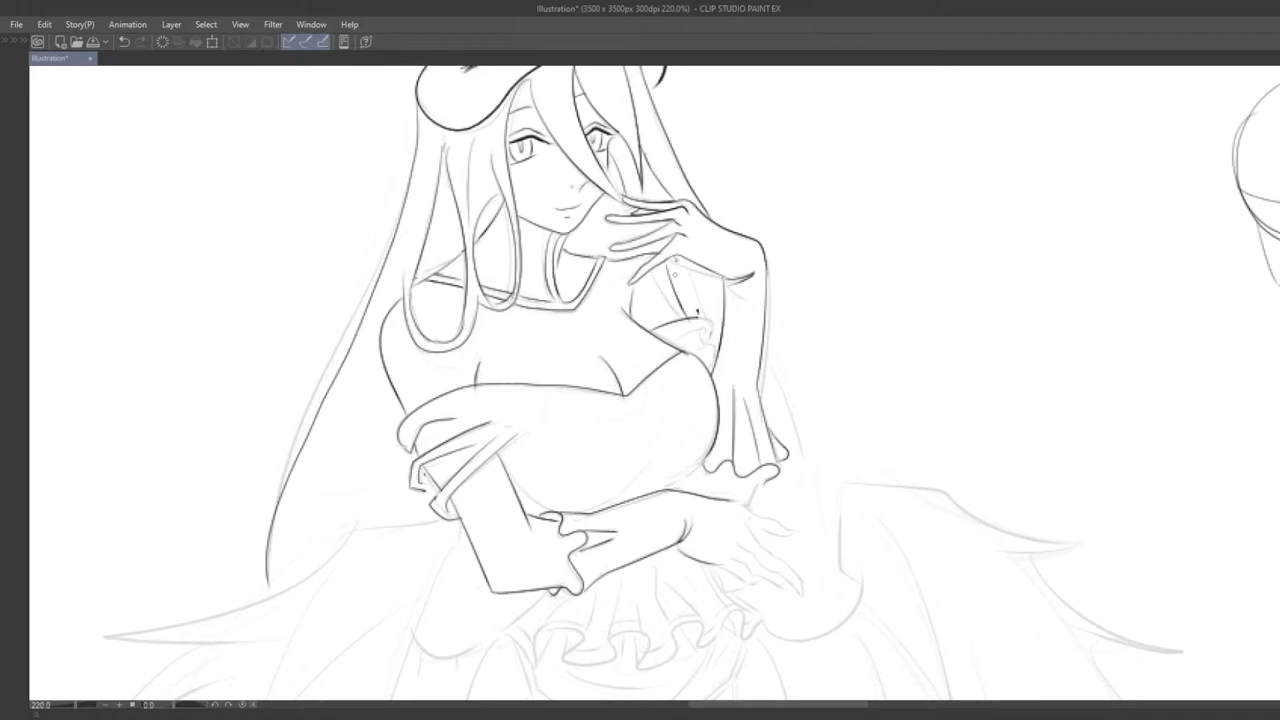 Illustration* (3500 x 3500px 300dpi 220.0%) - CLIP STUDIO PAINT EX
File Edit Story(P) Animation Layer Select View Filter Window Help
Illustration*
220.0 0.0